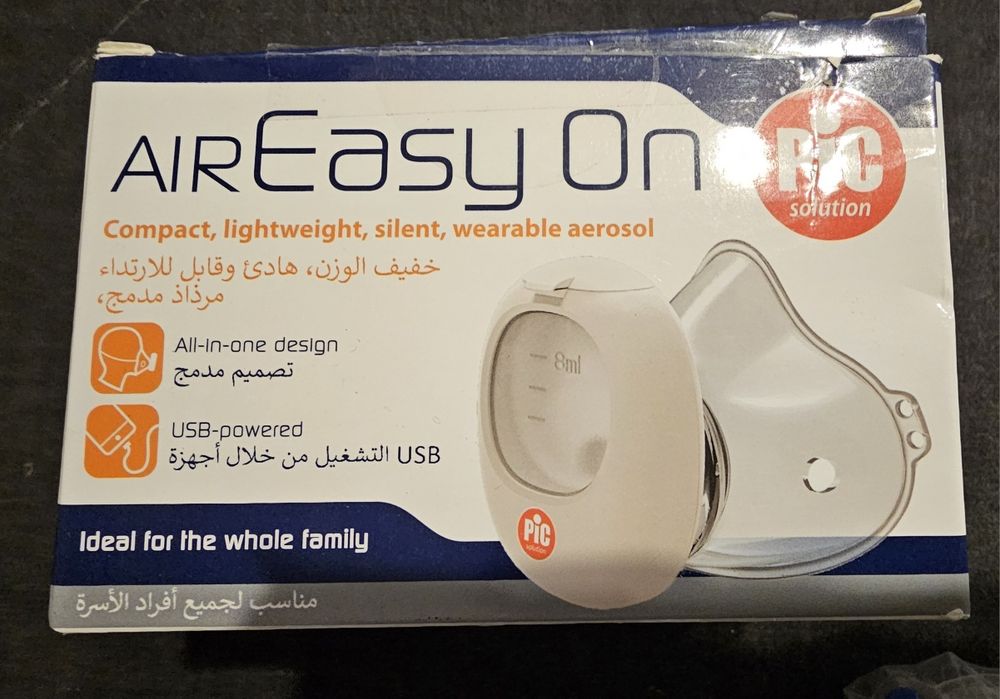 AIREasy On
PiC
solution
Compact, lightweight, silent, wearable aerosol
خفيف الوزن، هادئ وقابل للارتداء
مرذاذ مدمج،
All-in-one design
تصميم مدمج
USB-powered
USB التشغيل من خلال أجهزة
8ml
PiC
solution
Ideal for the whole family
مناسب لجميع أفراد الأسرة